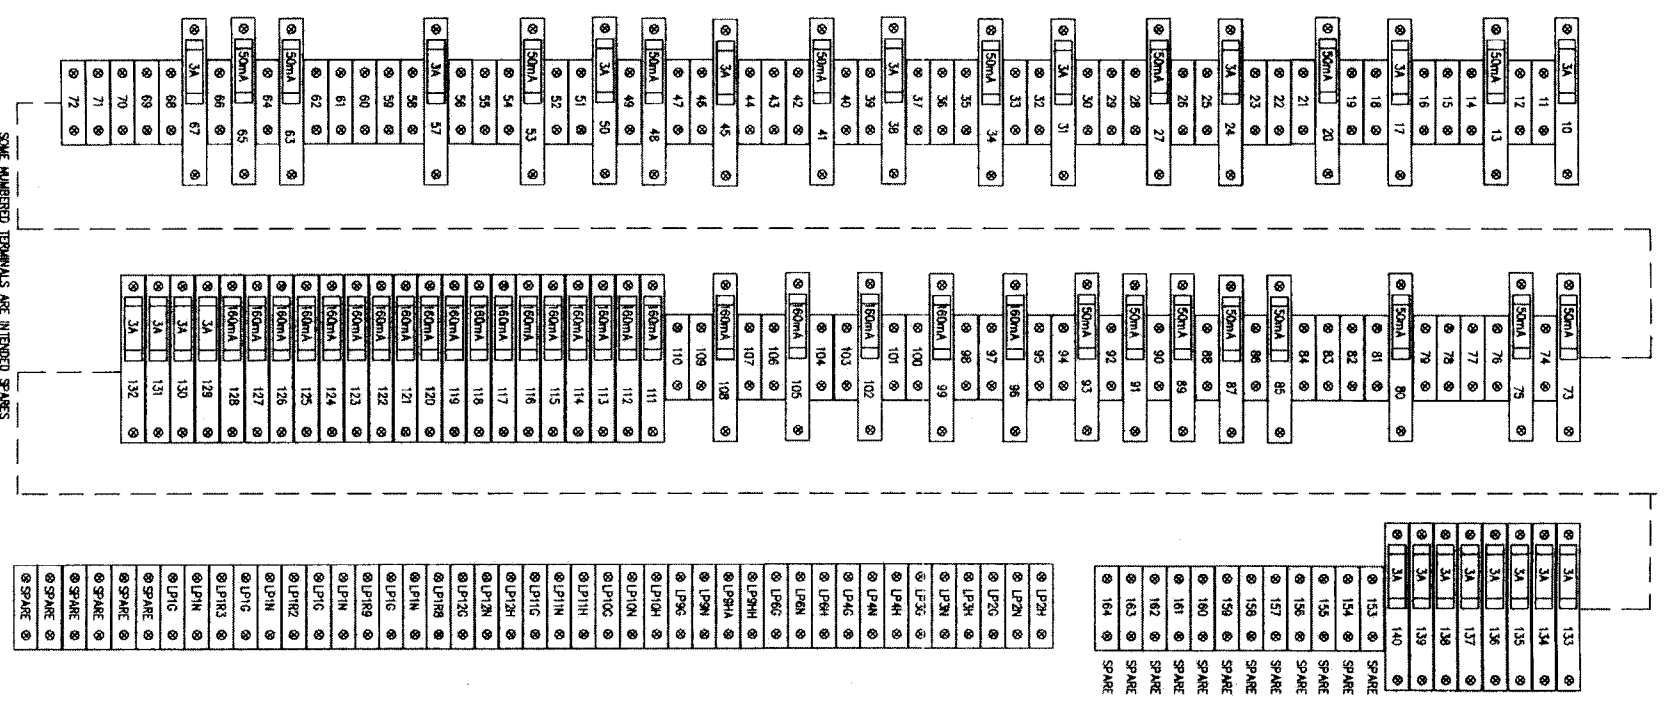 3A 10
11
12
50mA 13
14
15
16
3A 17
18
19
50mA 20
21
22
23
3A 24
25
26
50mA 27
28
29
30
3A 31
32
33
50mA 34
35
36
37
3A 38
39
40
50mA 41
42
43
44
3A 45
46
47
50mA 48
49
3A 50
51
52
50mA 53
54
55
56
3A 57
58
59
60
61
62
50mA 63
64
50mA 65
66
3A 67
68
69
70
71
72
50mA 73
74
50mA 75
76
77
78
79
50mA 80
81
82
83
84
50mA 85
86
50mA 87
88
50mA 89
90
50mA 91
92
50mA 93
94
95
160mA 96
97
98
160mA 99
100
101
160mA 102
103
104
160mA 105
106
107
160mA 108
109
110
160mA 111
160mA 112
160mA 113
160mA 114
160mA 115
160mA 116
160mA 117
160mA 118
160mA 119
160mA 120
160mA 121
160mA 122
160mA 123
160mA 124
160mA 125
160mA 126
160mA 127
160mA 128
3A 129
3A 130
3A 131
3A 132
3A 133
3A 134
3A 135
3A 136
3A 137
3A 138
3A 139
3A 140
153 SPARE
154 SPARE
155 SPARE
156 SPARE
157 SPARE
158 SPARE
159 SPARE
160 SPARE
161 SPARE
162 SPARE
163 SPARE
164 SPARE
LP2H
LP2N
LP2G
LP3H
LP3N
LP3G
LP4H
LP4N
LP4G
LP6H
LP6N
LP6G
LP9HH
LP9HA
LP9N
LP9G
LP10H
LP10N
LP10G
LP11H
LP11N
LP11G
LP12H
LP12N
LP12G
LP1R8
LP1N
LP1G
LP1R9
LP1N
LP1G
LP1R2
LP1N
LP1G
LP1R3
LP1N
LP1G
SPARE
SPARE
SPARE
SPARE
SPARE
SPARE
SOME NUMBERED TERMINALS ARE INTENDED SPARES